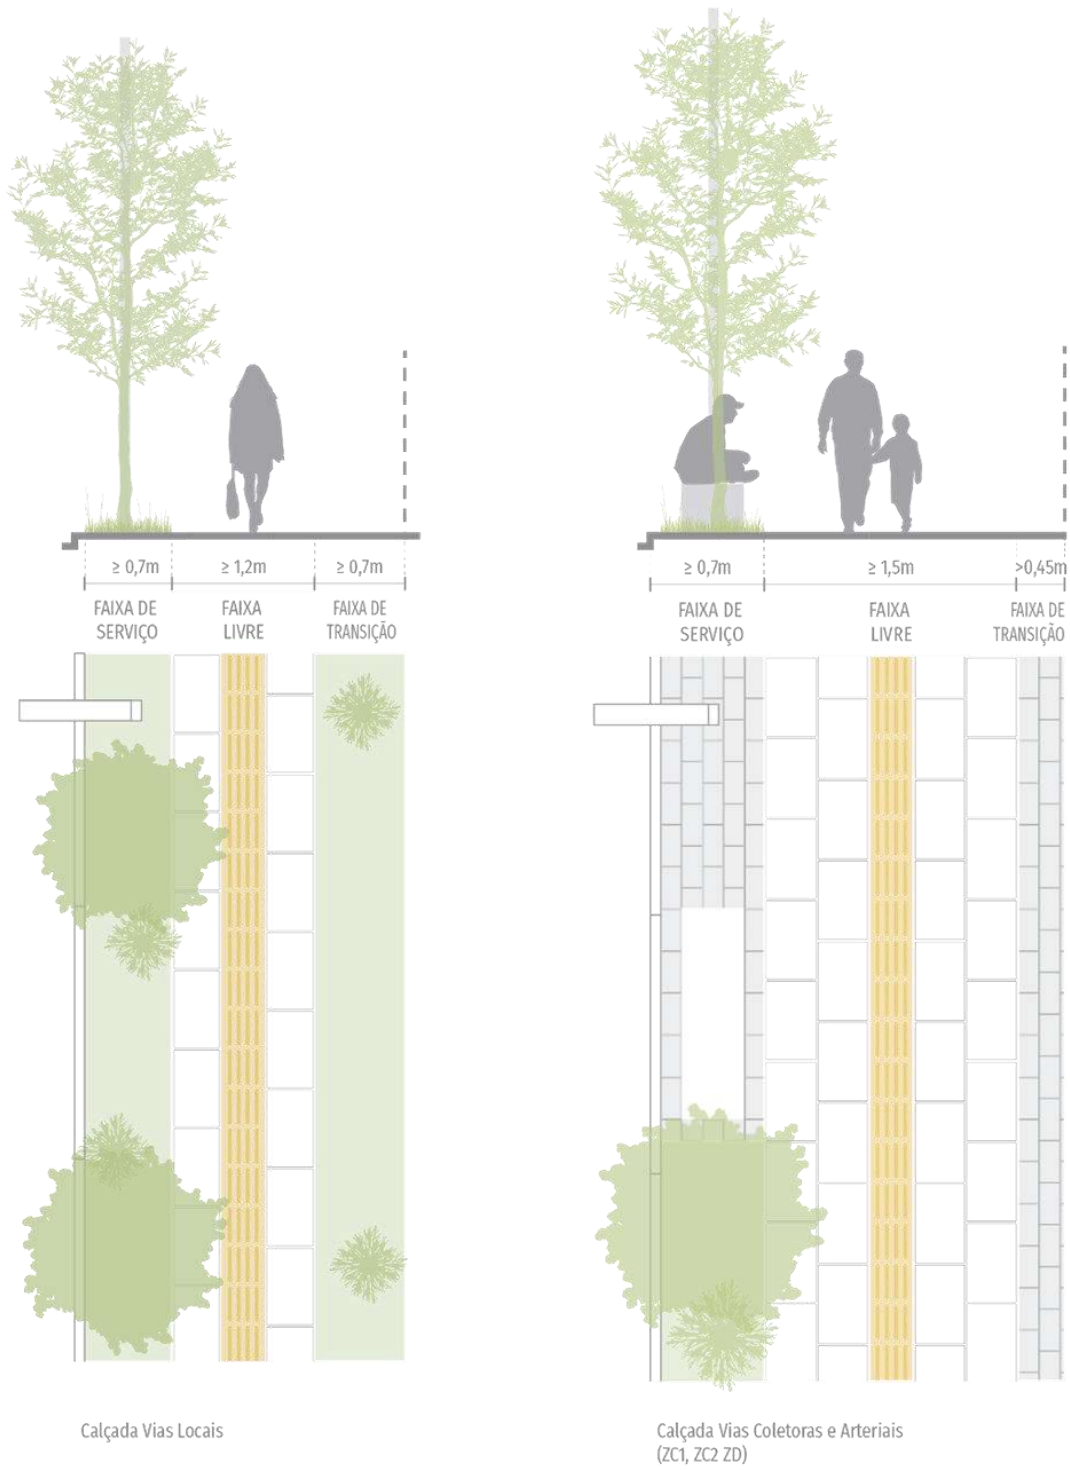 ≥ 0,7m
≥ 1,2m
≥ 0,7m
FAIXA DE
SERVIÇO
FAIXA
LIVRE
FAIXA DE
TRANSIÇÃO
Calçada Vias Locais
≥ 0,7m
≥ 1,5m
>0,45m
FAIXA DE
SERVIÇO
FAIXA
LIVRE
FAIXA DE
TRANSIÇÃO
Calçada Vias Coletoras e Arteriais
(ZC1, ZC2 ZD)